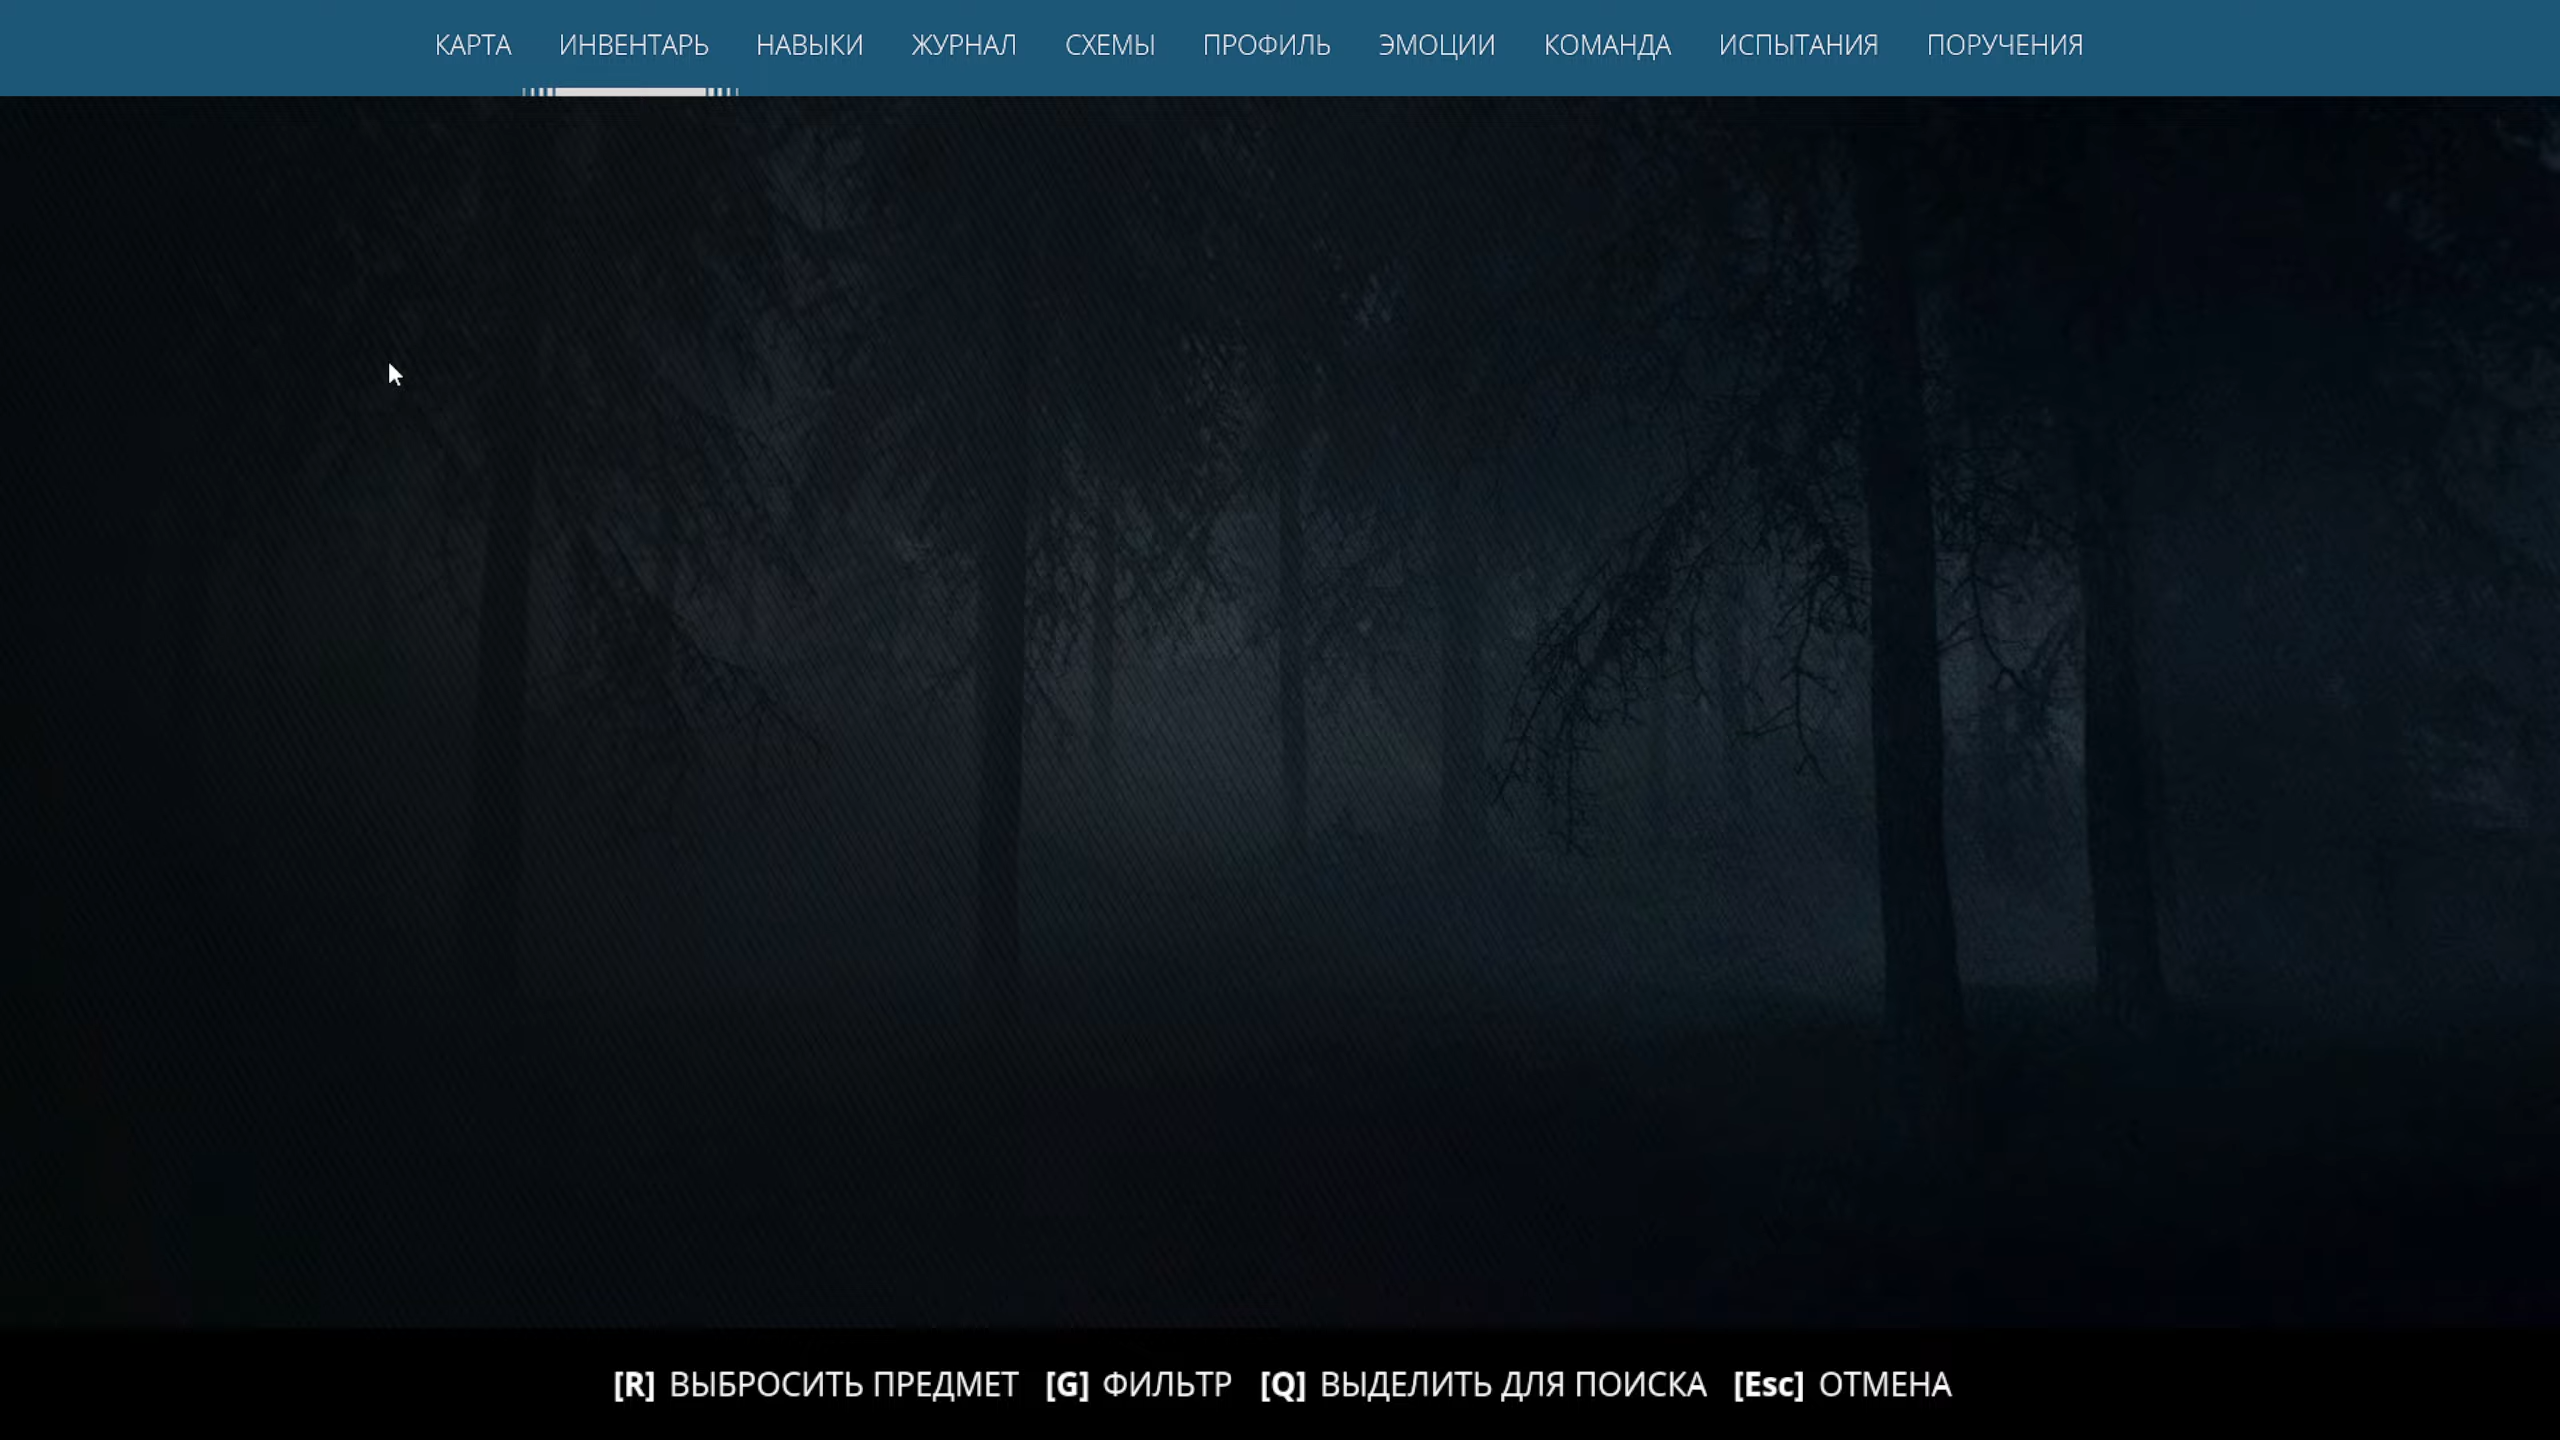 КАРТА ИНВЕНТАРЬ НАВЫКИ ЖУРНАЛ СХЕМЫ ПРОФИЛЬ ЭМОЦИИ КОМАНДА ИСПЫТАНИЯ ПОРУЧЕНИЯ
[R] ВЫБРОСИТЬ ПРЕДМЕТ [G] ФИЛЬТР [Q] ВЫДЕЛИТЬ ДЛЯ ПОИСКА [Esc] ОТМЕНА